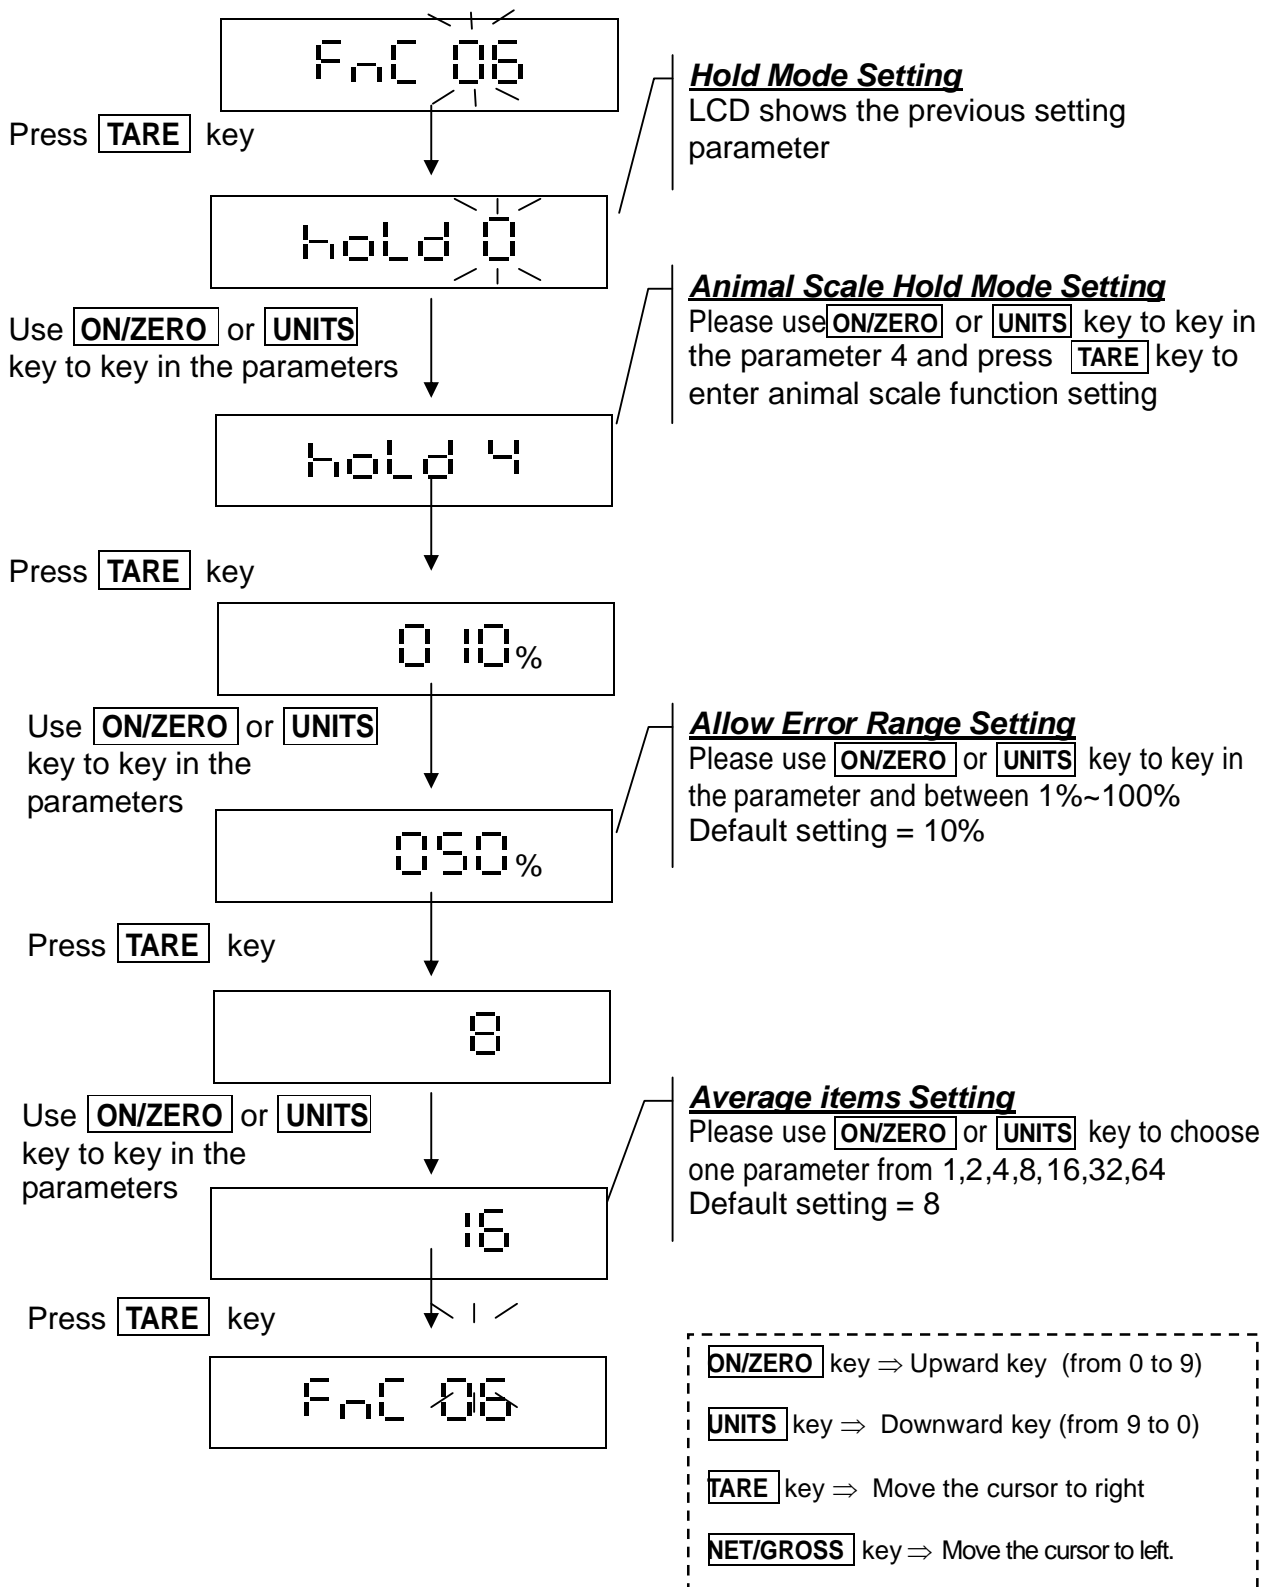 FnC 06
Press TARE key
Hold Mode Setting
LCD shows the previous setting
parameter
hoLd 0
Use ON/ZERO or UNITS
key to key in the parameters
Animal Scale Hold Mode Setting
Please use ON/ZERO or UNITS key to key in
the parameter 4 and press TARE key to
enter animal scale function setting
hoLd 4
Press TARE key
010%
Use ON/ZERO or UNITS
key to key in the
parameters
Allow Error Range Setting
Please use ON/ZERO or UNITS key to key in
the parameter and between 1%~100%
Default setting = 10%
050%
Press TARE key
8
Use ON/ZERO or UNITS
key to key in the
parameters
Average items Setting
Please use ON/ZERO or UNITS key to choose
one parameter from 1,2,4,8,16,32,64
Default setting = 8
16
Press TARE key
FnC 06
ON/ZERO key ⇒ Upward key (from 0 to 9)
UNITS key ⇒ Downward key (from 9 to 0)
TARE key ⇒ Move the cursor to right
NET/GROSS key ⇒ Move the cursor to left.